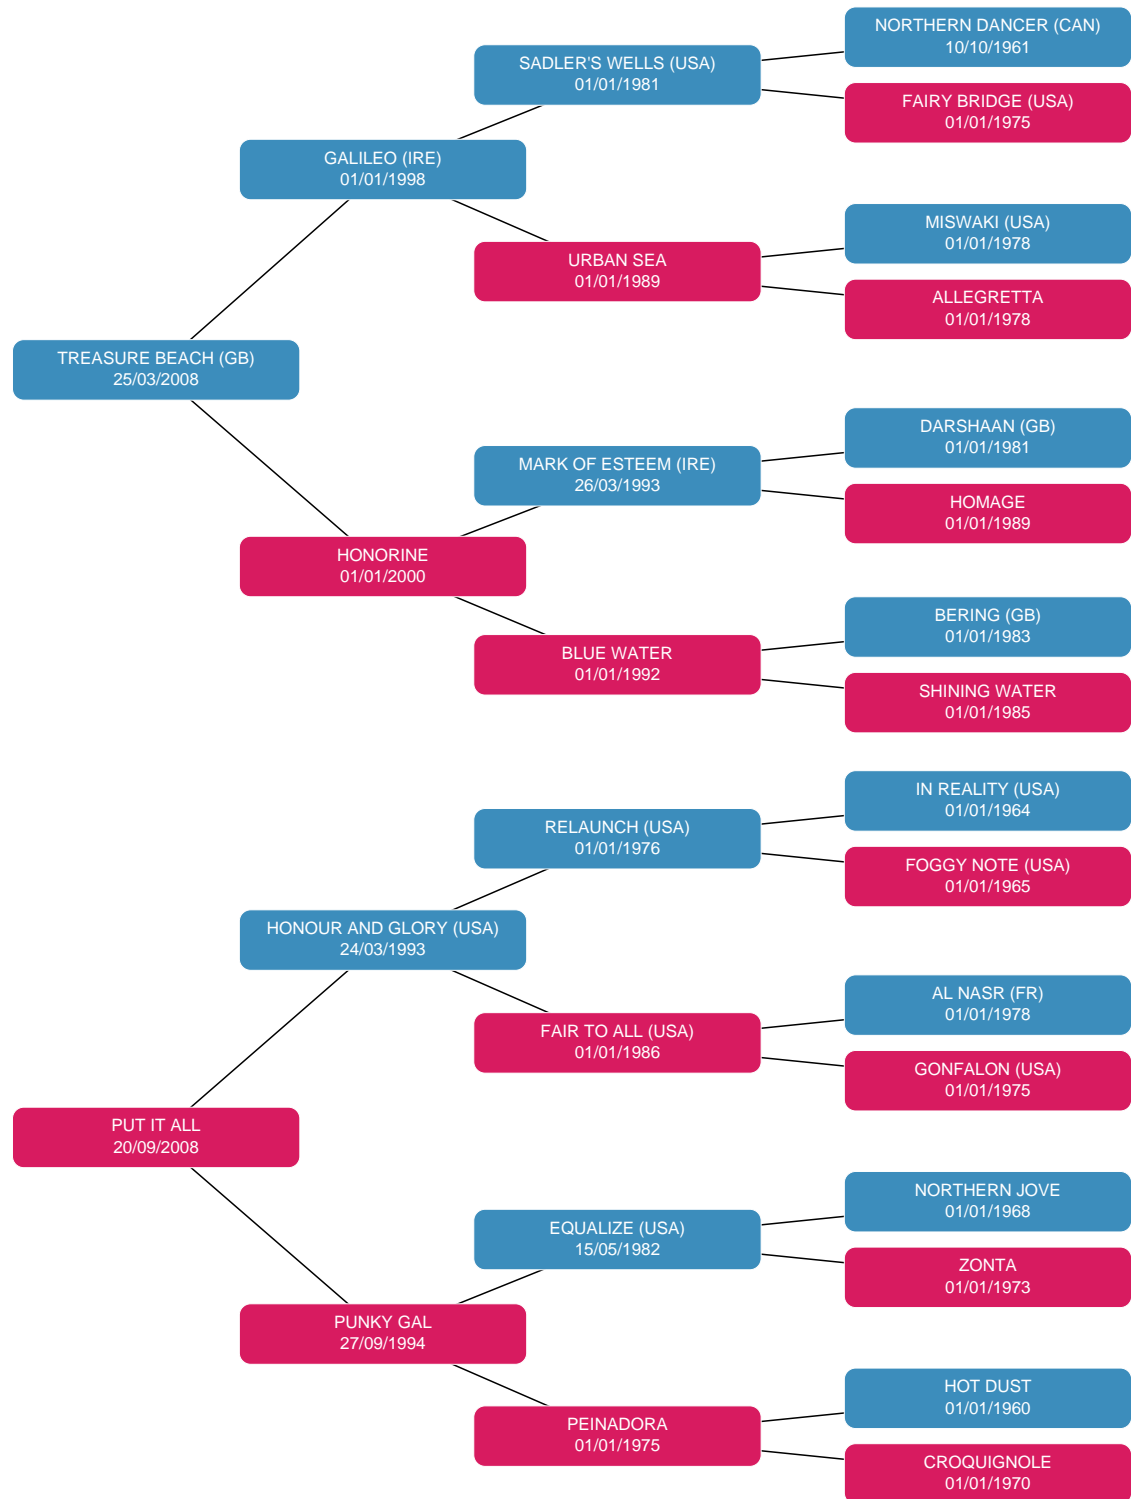 NORTHERN DANCER (CAN)
10/10/1961
SADLER'S WELLS (USA)
01/01/1981
FAIRY BRIDGE (USA)
01/01/1975
GALILEO (IRE)
01/01/1998
MISWAKI (USA)
01/01/1978
URBAN SEA
01/01/1989
ALLEGRETTA
01/01/1978
TREASURE BEACH (GB)
25/03/2008
DARSHAAN (GB)
01/01/1981
MARK OF ESTEEM (IRE)
26/03/1993
HOMAGE
01/01/1989
HONORINE
01/01/2000
BERING (GB)
01/01/1983
BLUE WATER
01/01/1992
SHINING WATER
01/01/1985
IN REALITY (USA)
01/01/1964
RELAUNCH (USA)
01/01/1976
FOGGY NOTE (USA)
01/01/1965
HONOUR AND GLORY (USA)
24/03/1993
AL NASR (FR)
01/01/1978
FAIR TO ALL (USA)
01/01/1986
GONFALON (USA)
01/01/1975
PUT IT ALL
20/09/2008
NORTHERN JOVE
01/01/1968
EQUALIZE (USA)
15/05/1982
ZONTA
01/01/1973
PUNKY GAL
27/09/1994
HOT DUST
01/01/1960
PEINADORA
01/01/1975
CROQUIGNOLE
01/01/1970